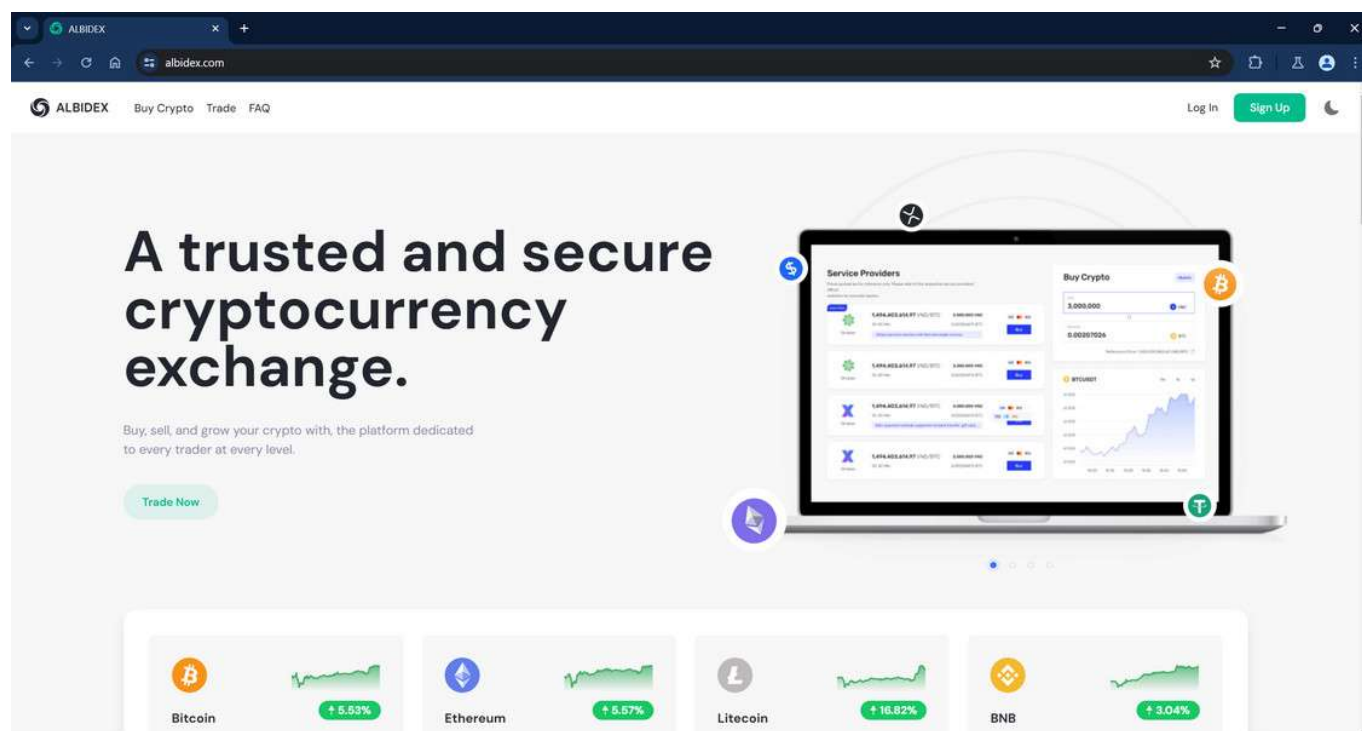 ALBIDEX
albidex.com
ALBIDEX Buy Crypto Trade FAQ Log In Sign Up
A trusted and secure
cryptocurrency
exchange.
Buy, sell, and grow your crypto with, the platform dedicated
to every trader at every level.
Trade Now
Service Providers
Buy Crypto
3,000,000
0.00207026
BTCUSDT
Buy
Buy
Buy
Bitcoin 5.53%
Ethereum 5.57%
Litecoin 16.82%
BNB 3.04%